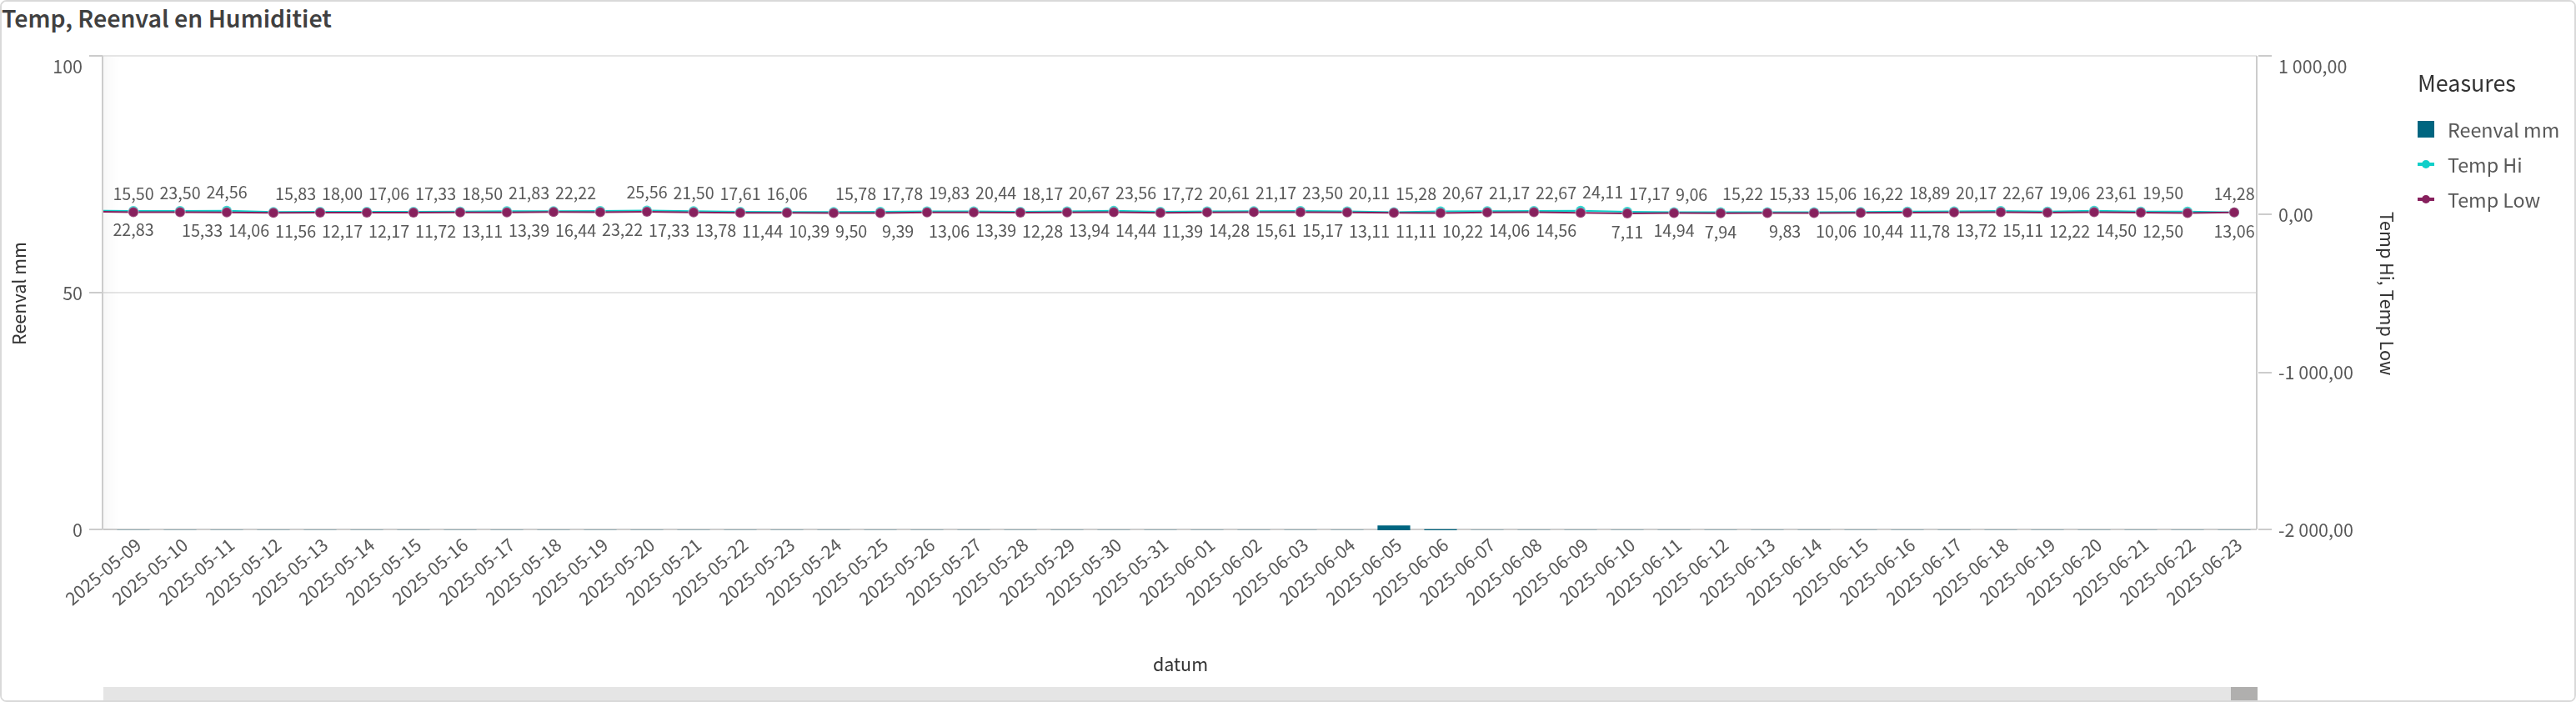 Temp, Reenval en Humiditiet
100
50
0
Reenval mm
15,50 23,50 24,56 15,83 18,00 17,06 17,33 18,50 21,83 22,22 25,56 21,50 17,61 16,06 15,78 17,78 19,83 20,44 18,17 20,67 23,56 17,72 20,61 21,17 23,50 20,11 15,28 20,67 21,17 22,67 24,11 17,17 9,06 15,22 15,33 15,06 16,22 18,89 20,17 22,67 19,06 23,61 19,50 14,28
22,83 15,33 14,06 11,56 12,17 12,17 11,72 13,11 13,39 16,44 23,22 17,33 13,78 11,44 10,39 9,50 9,39 13,06 13,39 12,28 13,94 14,44 11,39 14,28 15,61 15,17 13,11 11,11 10,22 14,06 14,56 7,11 14,94 7,94 9,83 10,06 10,44 11,78 13,72 15,11 12,22 14,50 12,50 13,06
1 000,00
0,00
-1 000,00
-2 000,00
Temp Hi, Temp Low
2025-05-09 2025-05-10 2025-05-11 2025-05-12 2025-05-13 2025-05-14 2025-05-15 2025-05-16 2025-05-17 2025-05-18 2025-05-19 2025-05-20 2025-05-21 2025-05-22 2025-05-23 2025-05-24 2025-05-25 2025-05-26 2025-05-27 2025-05-28 2025-05-29 2025-05-30 2025-05-31 2025-06-01 2025-06-02 2025-06-03 2025-06-04 2025-06-05 2025-06-06 2025-06-07 2025-06-08 2025-06-09 2025-06-10 2025-06-11 2025-06-12 2025-06-13 2025-06-14 2025-06-15 2025-06-16 2025-06-17 2025-06-18 2025-06-19 2025-06-20 2025-06-21 2025-06-22 2025-06-23
datum
Measures
Reenval mm
Temp Hi
Temp Low